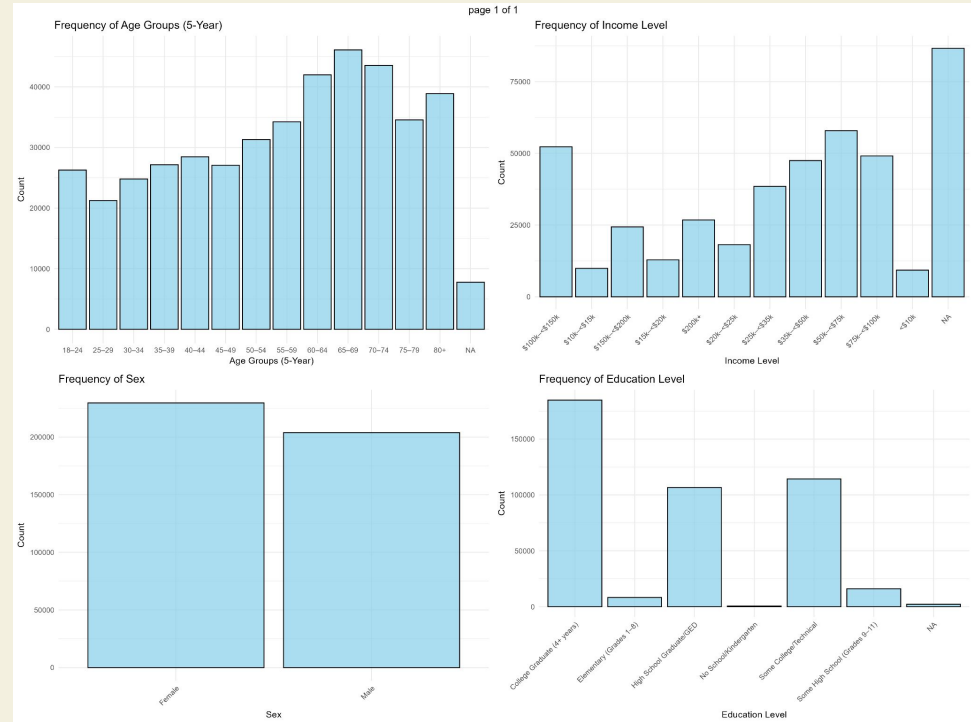 page 1 of 1
Frequency of Age Groups (5-Year)
Count
40000
30000
20000
10000
0
18–24 25–29 30–34 35–39 40–44 45–49 50–54 55–59 60–64 65–69 70–74 75–79 80+ NA
Age Groups (5-Year)
Frequency of Income Level
Count
75000
50000
25000
0
$100k–<$150k $10k–<$15k $150k–<$200k $15k–<$20k $200k+ $20k–<$25k $25k–<$35k $35k–<$50k $50k–<$75k $75k–<$100k <$10k NA
Income Level
Frequency of Sex
Count
200000
150000
100000
50000
0
Female Male
Sex
Frequency of Education Level
Count
150000
100000
50000
0
College Graduate (4+ years) Elementary (Grades 1–8) High School Graduate/GED No School/Kindergarten Some College/Technical Some High School (Grades 9–11) NA
Education Level